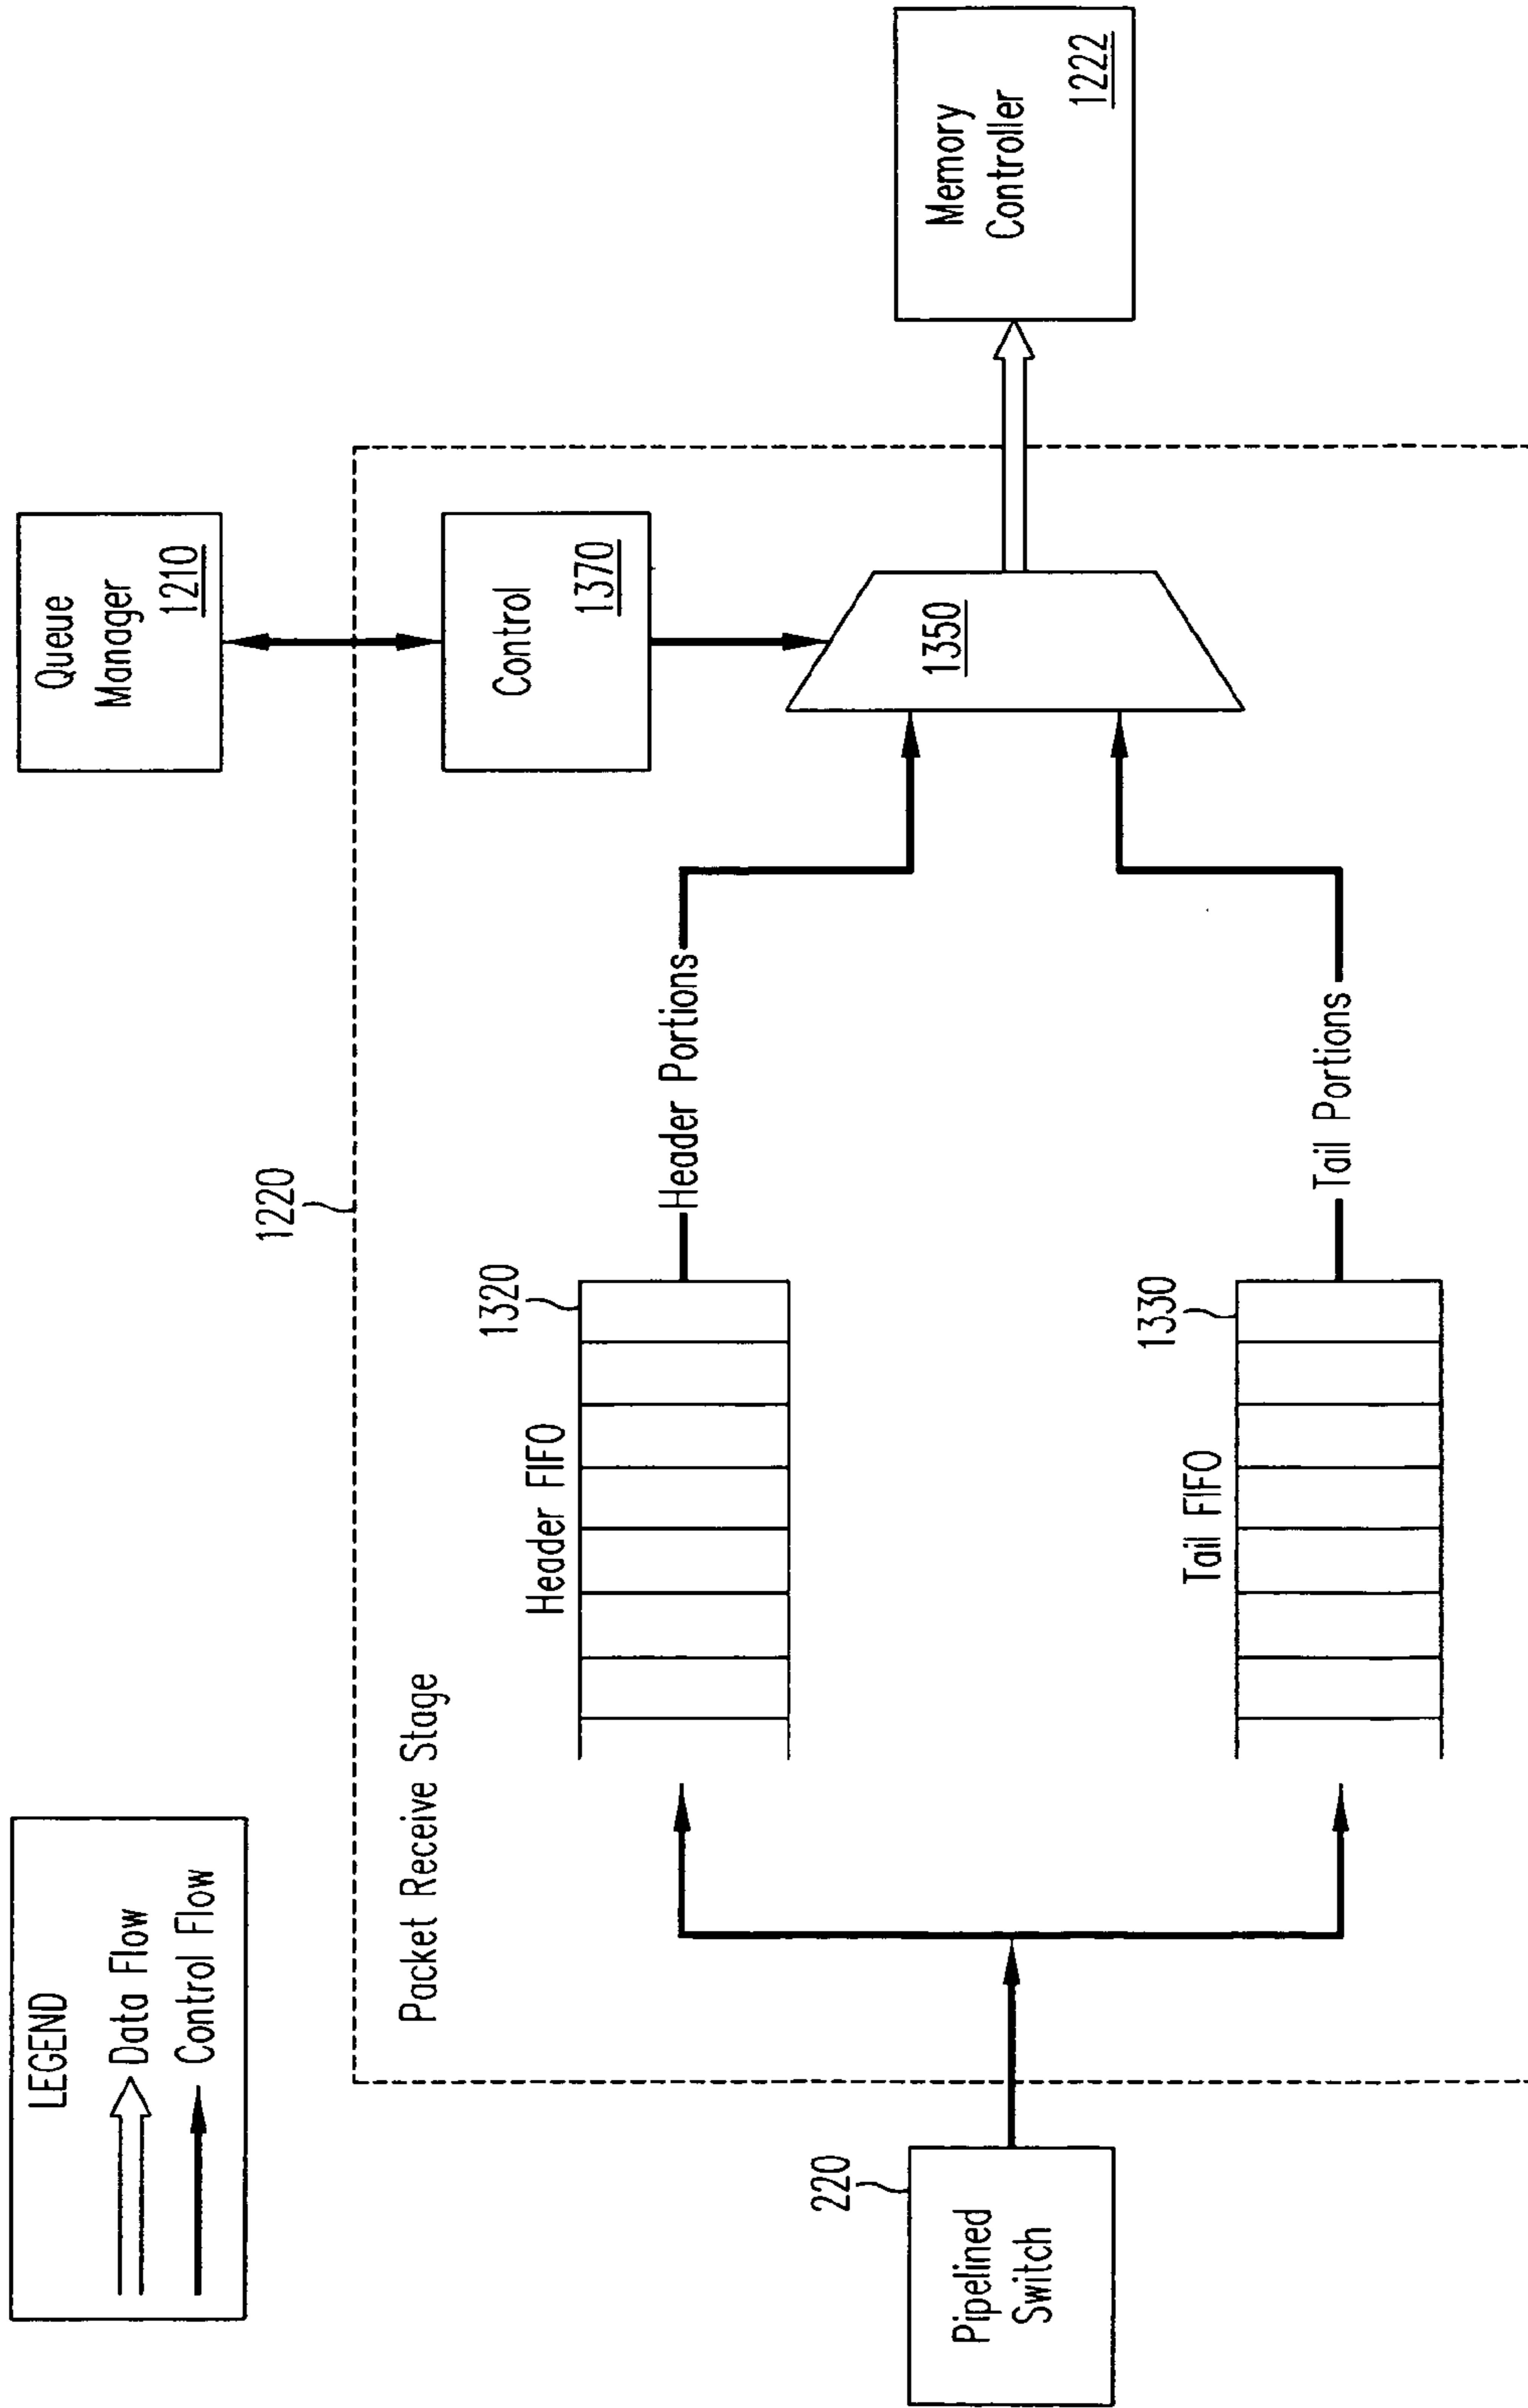 LEGEND
Data Flow
Control Flow
Queue
Manager
1210
1220
Packet Receive Stage
Control
1370
1320
Header FIFO
Header Portions
220
Pipelined
Switch
1350
Memory
Controller
1222
1330
Tail FIFO
Tail Portions